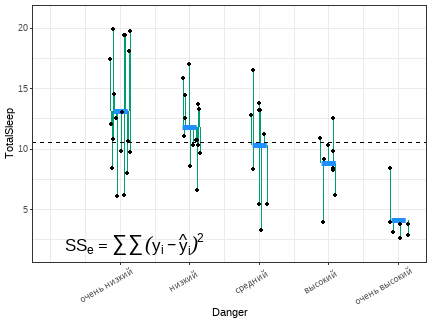 20
15
10
5
TotalSleep
SSₑ = ∑∑(yᵢ − ŷᵢ)²
очень низкий
низкий
средний
высокий
очень высокий
Danger